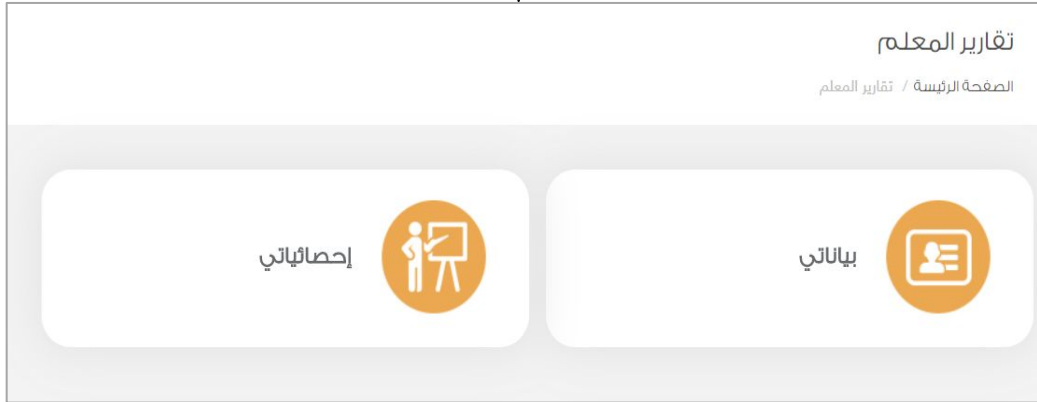 تقارير المعلم
الصفحة الرئيسة / تقارير المعلم
بياناتي
إحصائياتي